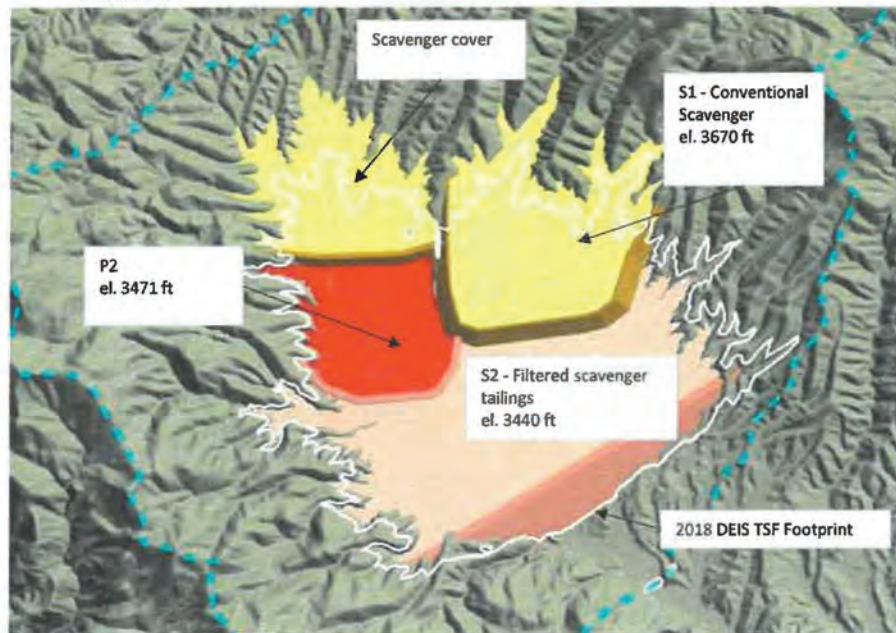 Scavenger cover
S1 - Conventional
Scavenger
el. 3670 ft
P2
el. 3471 ft
S2 - Filtered scavenger
tailings
el. 3440 ft
2018 DEIS TSF Footprint